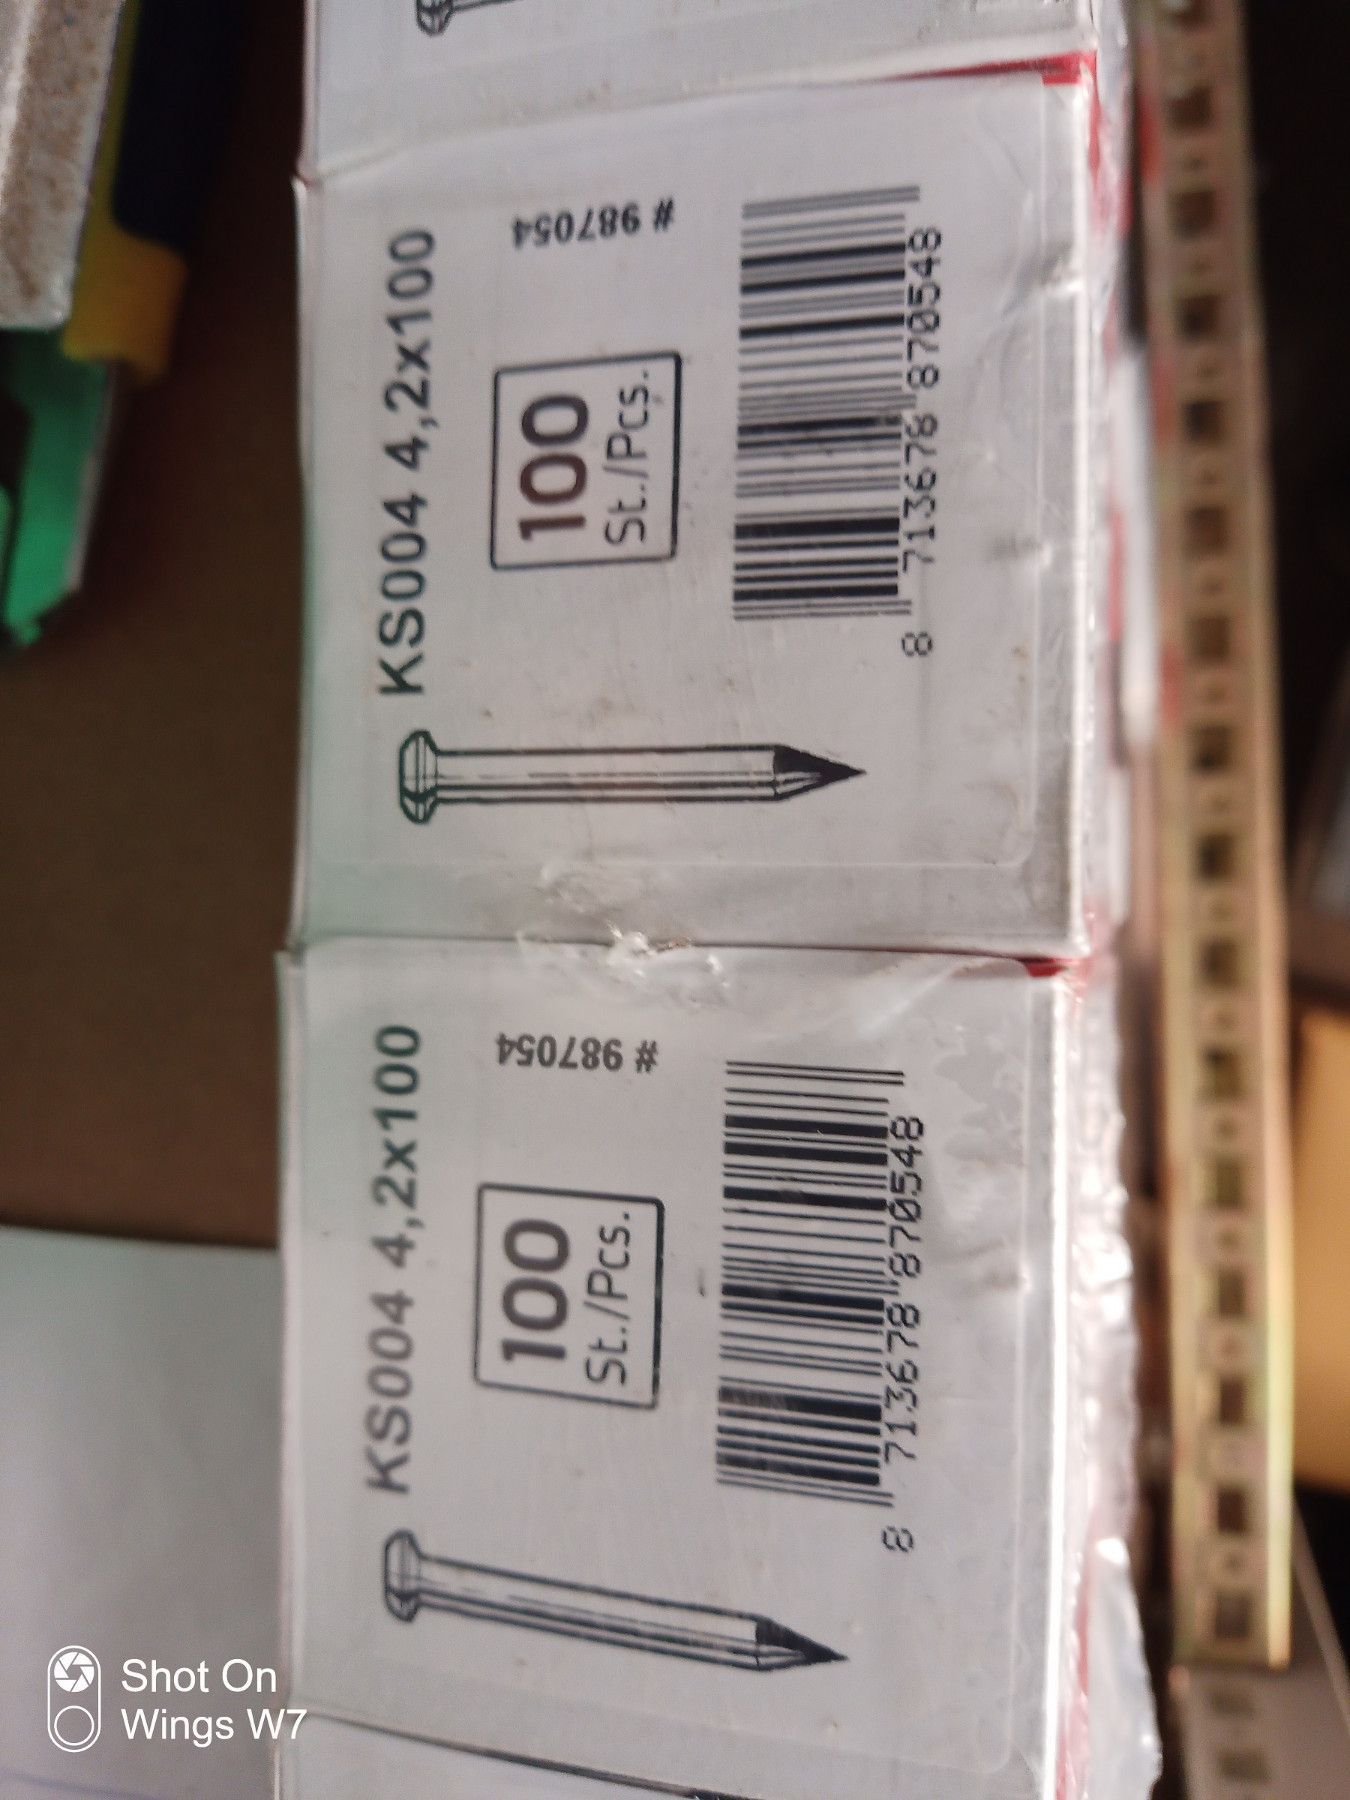 KS004 4,2x100
# 987054
100
St./Pcs.
8 713678 870548
KS004 4,2x100
# 987054
100
St./Pcs.
8 713678 870548
Shot On
Wings W7